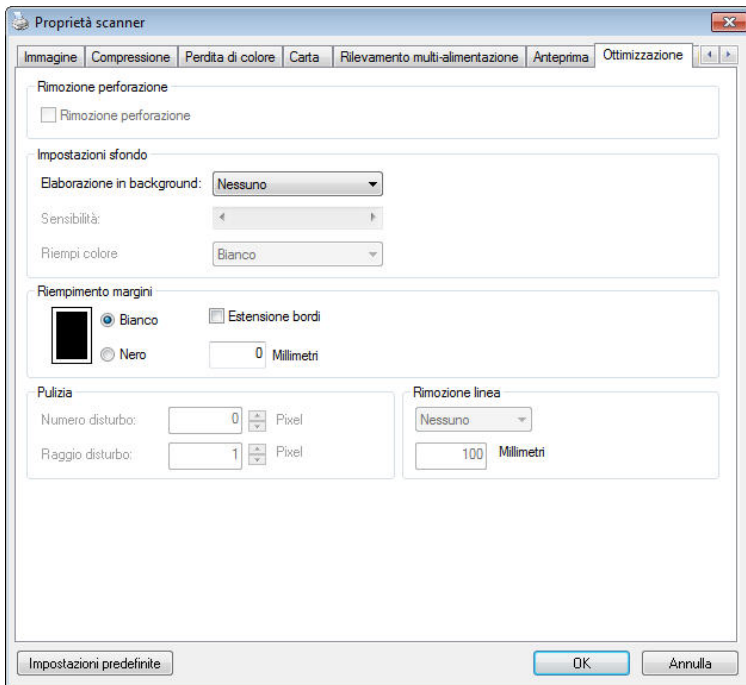 Proprietà scanner
Immagine Compressione Perdita di colore Carta Rilevamento multi-alimentazione Anteprima Ottimizzazione
Rimozione perforazione
Rimozione perforazione
Impostazioni sfondo
Elaborazione in background: Nessuno
Sensibilità:
Riempi colore Bianco
Riempimento margini
Bianco Estensione bordi
Nero 0 Millimetri
Pulizia Rimozione linea
Numero disturbo: 0 Pixel Nessuno
Raggio disturbo: 1 Pixel 100 Millimetri
Impostazioni predefinite OK Annulla